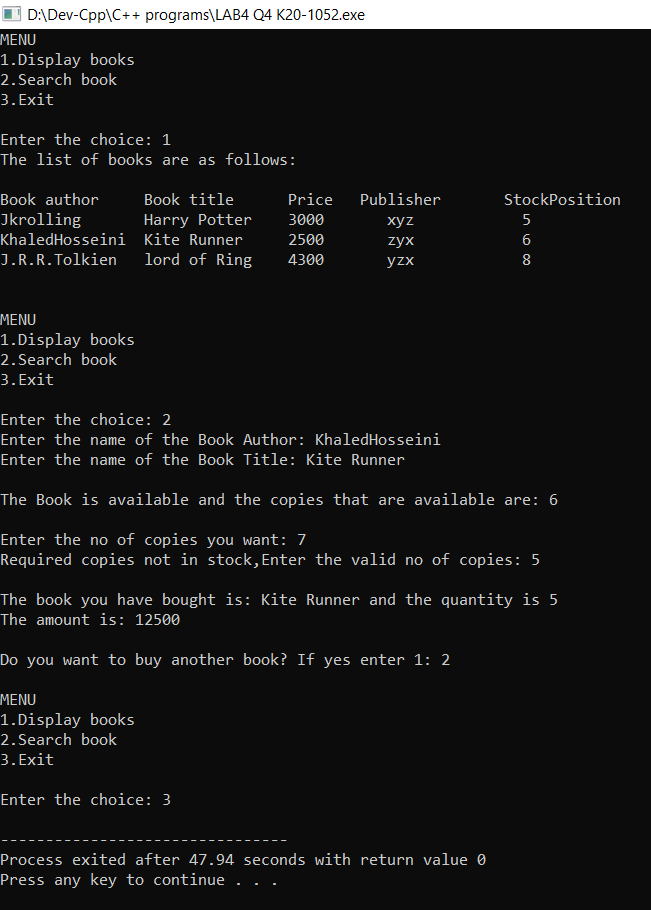 D:\Dev-Cpp\C++ programs\LAB4 Q4 K20-1052.exe
MENU
1.Display books
2.Search book
3.Exit
Enter the choice: 1
The list of books are as follows:
Book author     Book title      Price   Publisher       StockPosition
Jkrolling       Harry Potter    3000       xyz            5
KhaledHosseini  Kite Runner     2500       zyx            6
J.R.R.Tolkien   lord of Ring    4300       yzx            8
MENU
1.Display books
2.Search book
3.Exit
Enter the choice: 2
Enter the name of the Book Author: KhaledHosseini
Enter the name of the Book Title: Kite Runner
The Book is available and the copies that are available are: 6
Enter the no of copies you want: 7
Required copies not in stock,Enter the valid no of copies: 5
The book you have bought is: Kite Runner and the quantity is 5
The amount is: 12500
Do you want to buy another book? If yes enter 1: 2
MENU
1.Display books
2.Search book
3.Exit
Enter the choice: 3
--------------------------------
Process exited after 47.94 seconds with return value 0
Press any key to continue . . .